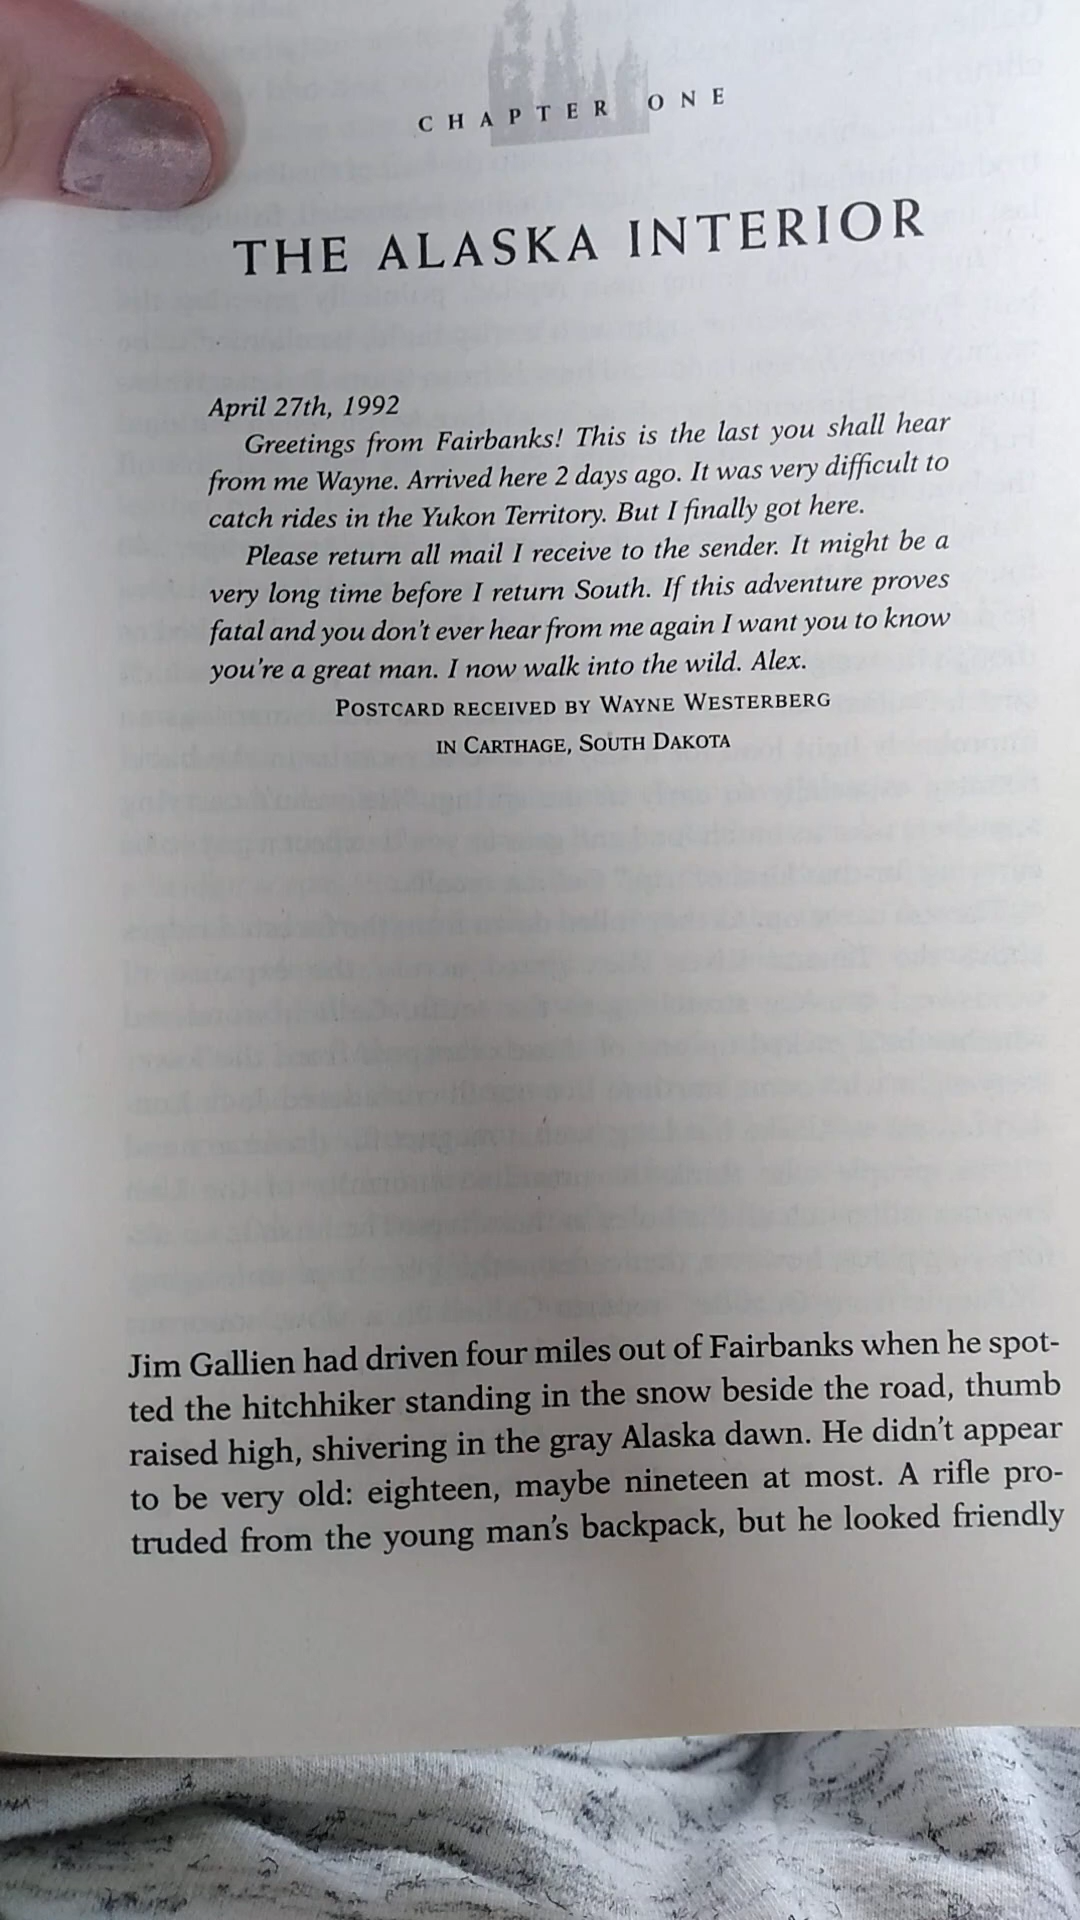 CHAPTER ONE
THE ALASKA INTERIOR
April 27th, 1992
Greetings from Fairbanks! This is the last you shall hear
from me Wayne. Arrived here 2 days ago. It was very difficult to
catch rides in the Yukon Territory. But I finally got here.
Please return all mail I receive to the sender. It might be a
very long time before I return South. If this adventure proves
fatal and you don't ever hear from me again I want you to know
you're a great man. I now walk into the wild. Alex.
POSTCARD RECEIVED BY WAYNE WESTERBERG
IN CARTHAGE, SOUTH DAKOTA
Jim Gallien had driven four miles out of Fairbanks when he spot-
ted the hitchhiker standing in the snow beside the road, thumb
raised high, shivering in the gray Alaska dawn. He didn't appear
to be very old: eighteen, maybe nineteen at most. A rifle pro-
truded from the young man's backpack, but he looked friendly